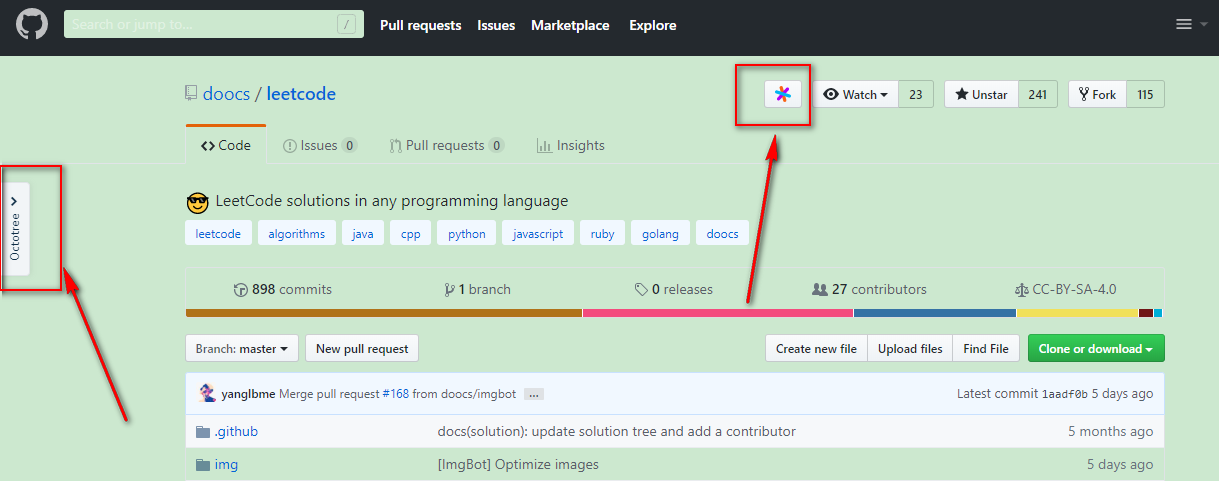 Search or jump to... /
Pull requests Issues Marketplace Explore
doocs / leetcode
Watch 23 Unstar 241 Fork 115
Code Issues 0 Pull requests 0 Insights
Octotree
LeetCode solutions in any programming language
leetcode algorithms java cpp python javascript ruby golang doocs
898 commits 1 branch 0 releases 27 contributors CC-BY-SA-4.0
Branch: master New pull request Create new file Upload files Find File Clone or download
yanglbme Merge pull request #168 from doocs/imgbot ... Latest commit 1aadf0b 5 days ago
.github docs(solution): update solution tree and add a contributor 5 months ago
img [ImgBot] Optimize images 5 days ago